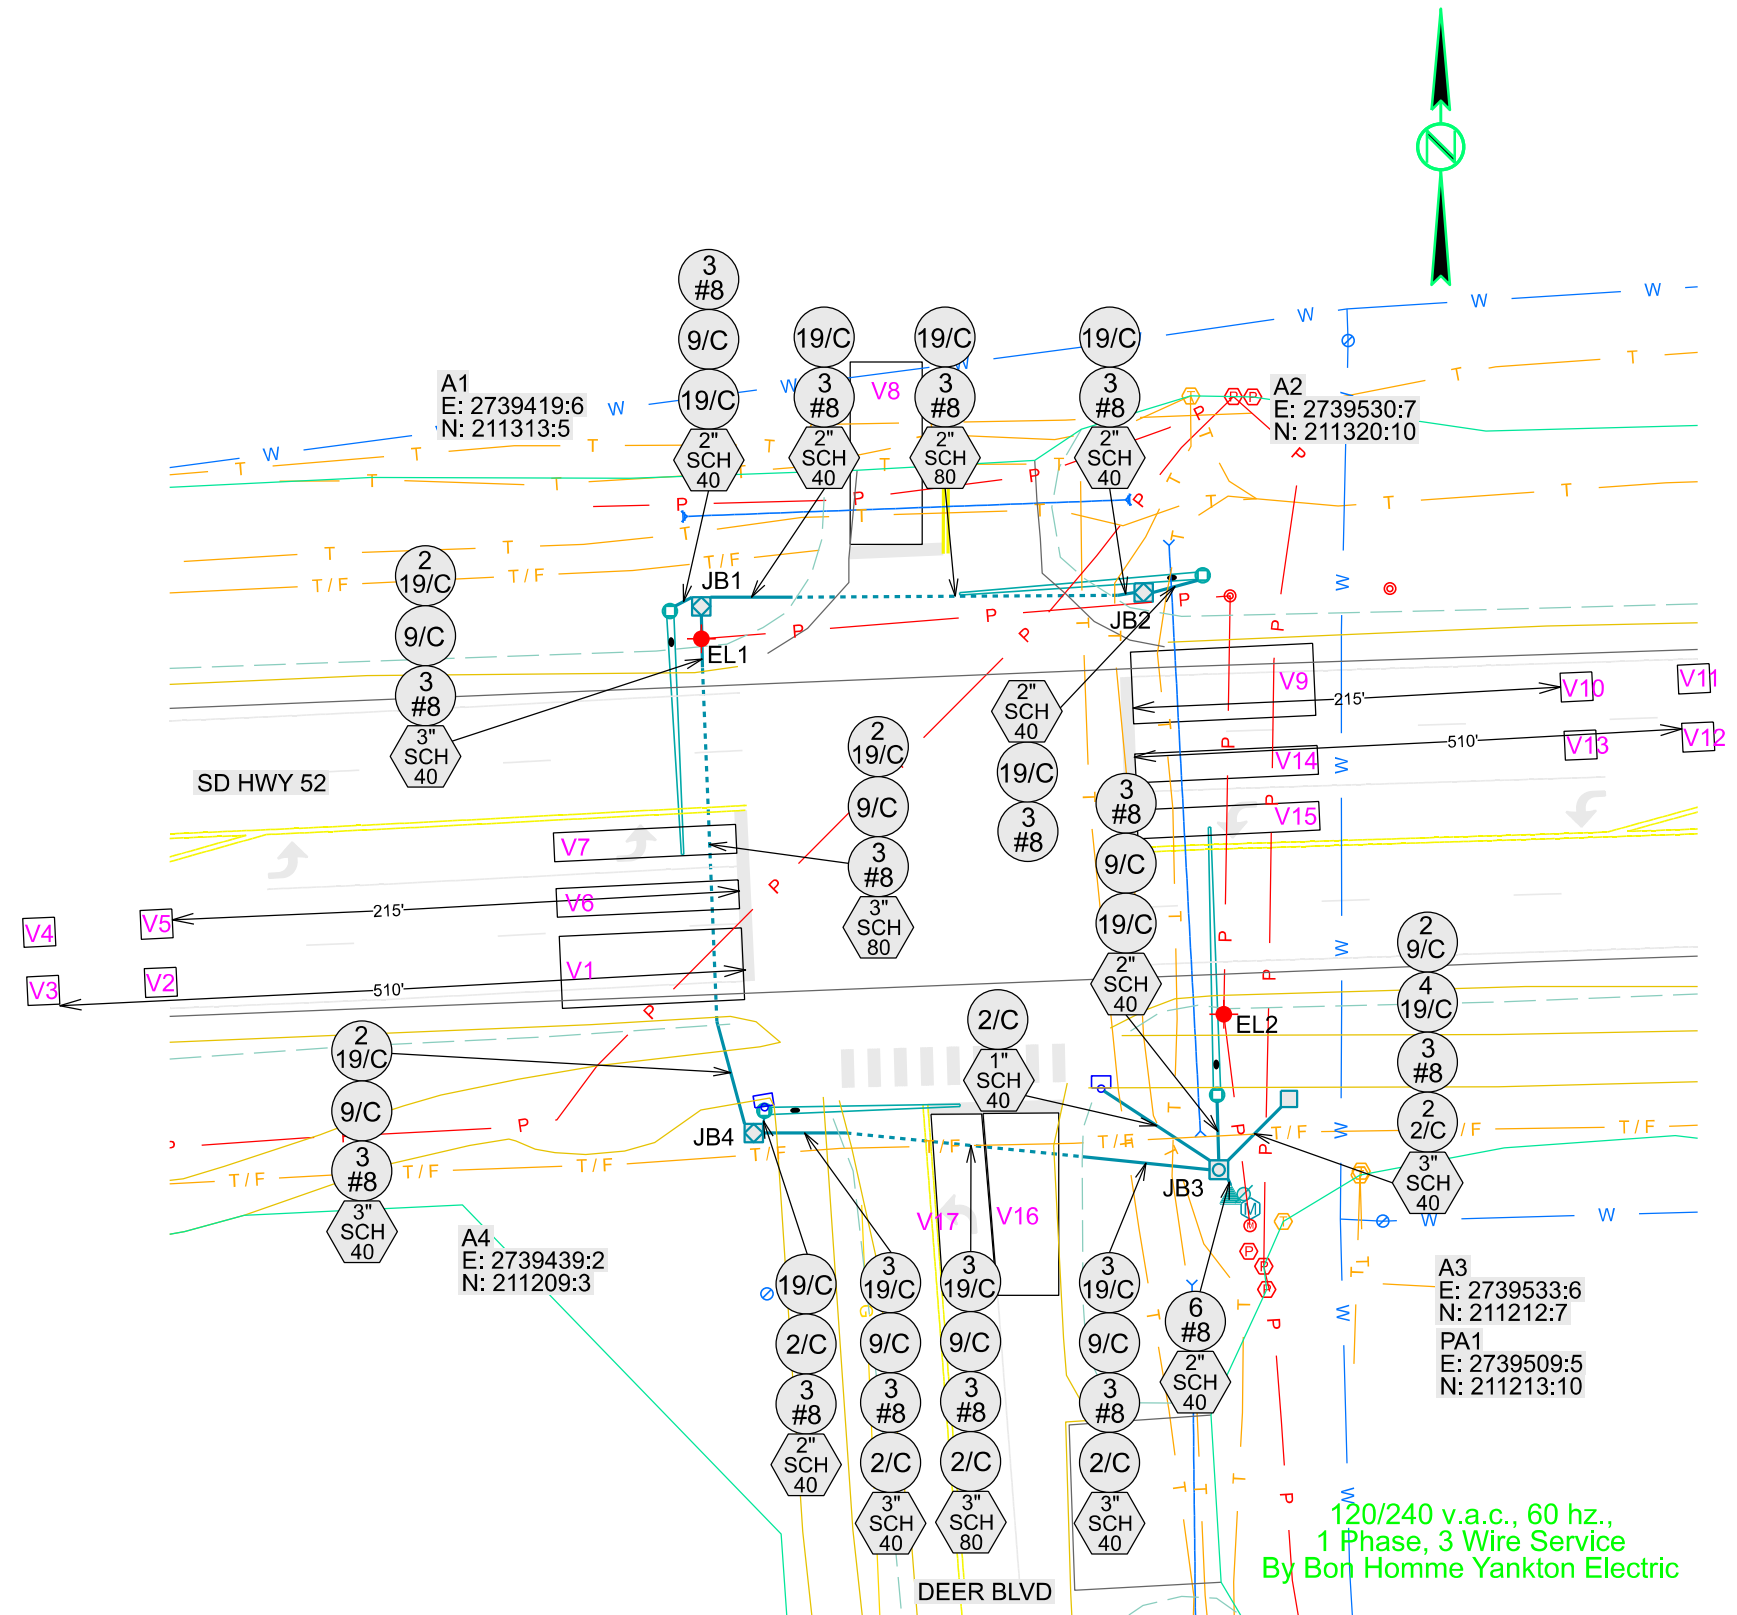 3
#8
9/C
19/C
2"
SCH
40
19/C
3
#8
2"
SCH
40
19/C
3
#8
2"
SCH
80
19/C
3
#8
2"
SCH
40
A1
E: 2739419:6
N: 211313:5
V8
A2
E: 2739530:7
N: 211320:10
W
W
W
W
W
W
W
W
T
T
T
T
T
T
T
T
T
T
P
P
P
P
P
T / F
T / F
T / F
2
19/C
9/C
3
#8
3"
SCH
40
JB1
EL1
JB2
P
P
P
P
P
V9
215'
V10
V11
V14
510'
V13
V12
V15
SD HWY 52
2
19/C
9/C
3
#8
3"
SCH
80
2"
SCH
40
19/C
3
#8
3
#8
9/C
19/C
2"
SCH
40
V7
V6
V5
215'
V4
V1
V2
V3
510'
EL2
2
9/C
4
19/C
3
#8
2
2/C
3"
SCH
40
2/C
1"
SCH
40
2
19/C
9/C
3
#8
3"
SCH
40
JB4
JB3
T / F
T / F
T / F
T / F
T / F
T / F
T / F
M
V17
V16
A4
E: 2739439:2
N: 211209:3
A3
E: 2739533:6
N: 211212:7
PA1
E: 2739509:5
N: 211213:10
19/C
2/C
3
#8
2"
SCH
40
3
19/C
9/C
3
#8
2/C
3"
SCH
40
3
19/C
9/C
3
#8
2/C
3"
SCH
80
3
19/C
9/C
3
#8
2/C
3"
SCH
40
6
#8
2"
SCH
40
G
W
W
120/240 v.a.c., 60 hz.,
1 Phase, 3 Wire Service
By Bon Homme Yankton Electric
DEER BLVD